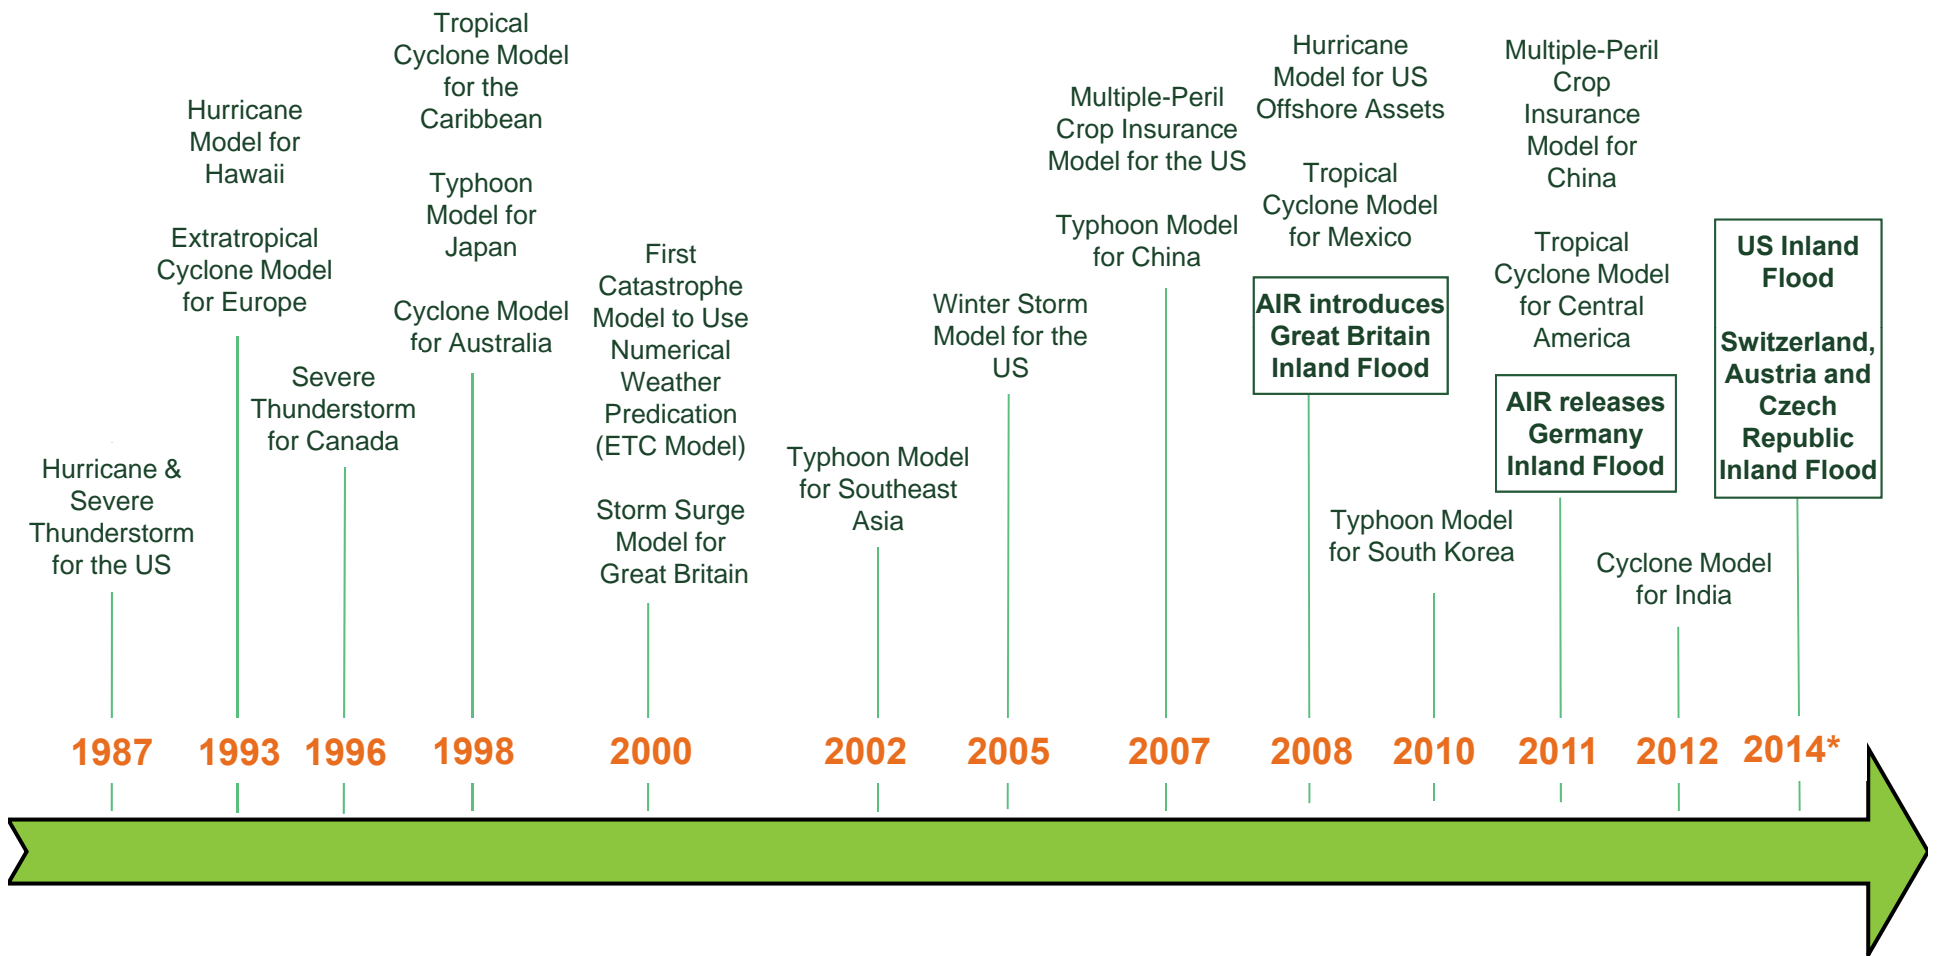 Hurricane &
Severe
Thunderstorm
for the US
Hurricane
Model for
Hawaii
Extratropical
Cyclone Model
for Europe
Severe
Thunderstorm
for Canada
Tropical
Cyclone Model
for the
Caribbean
Typhoon
Model for
Japan
Cyclone Model
for Australia
First
Catastrophe
Model to Use
Numerical
Weather
Predication
(ETC Model)
Storm Surge
Model for
Great Britain
Typhoon Model
for Southeast
Asia
Winter Storm
Model for the
US
Multiple-Peril
Crop Insurance
Model for the US
Typhoon Model
for China
Hurricane
Model for US
Offshore Assets
Tropical
Cyclone Model
for Mexico
AIR introduces
Great Britain
Inland Flood
Typhoon Model
for South Korea
Multiple-Peril
Crop
Insurance
Model for
China
Tropical
Cyclone Model
for Central
America
AIR releases
Germany
Inland Flood
Cyclone Model
for India
US Inland
Flood
Switzerland,
Austria and
Czech
Republic
Inland Flood
1987 1993 1996 1998 2000 2002 2005 2007 2008 2010 2011 2012 2014*